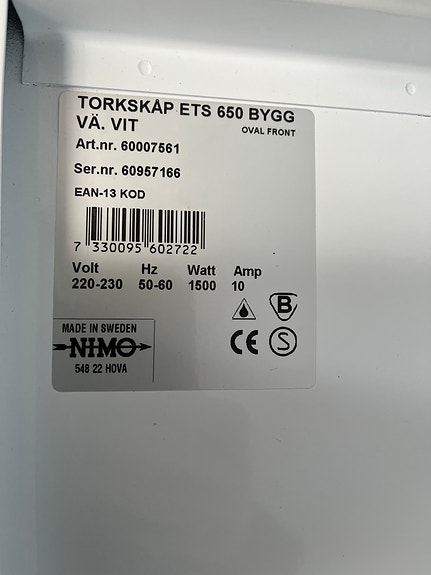 TORKSKÅP ETS 650 BYGG
VÄ. VIT OVAL FRONT
Art.nr. 60007561
Ser.nr. 60957166
EAN-13 KOD
7 330095 602722
Volt Hz Watt Amp
220-230 50-60 1500 10
B
CE S
MADE IN SWEDEN
NIMO
548 22 HOVA